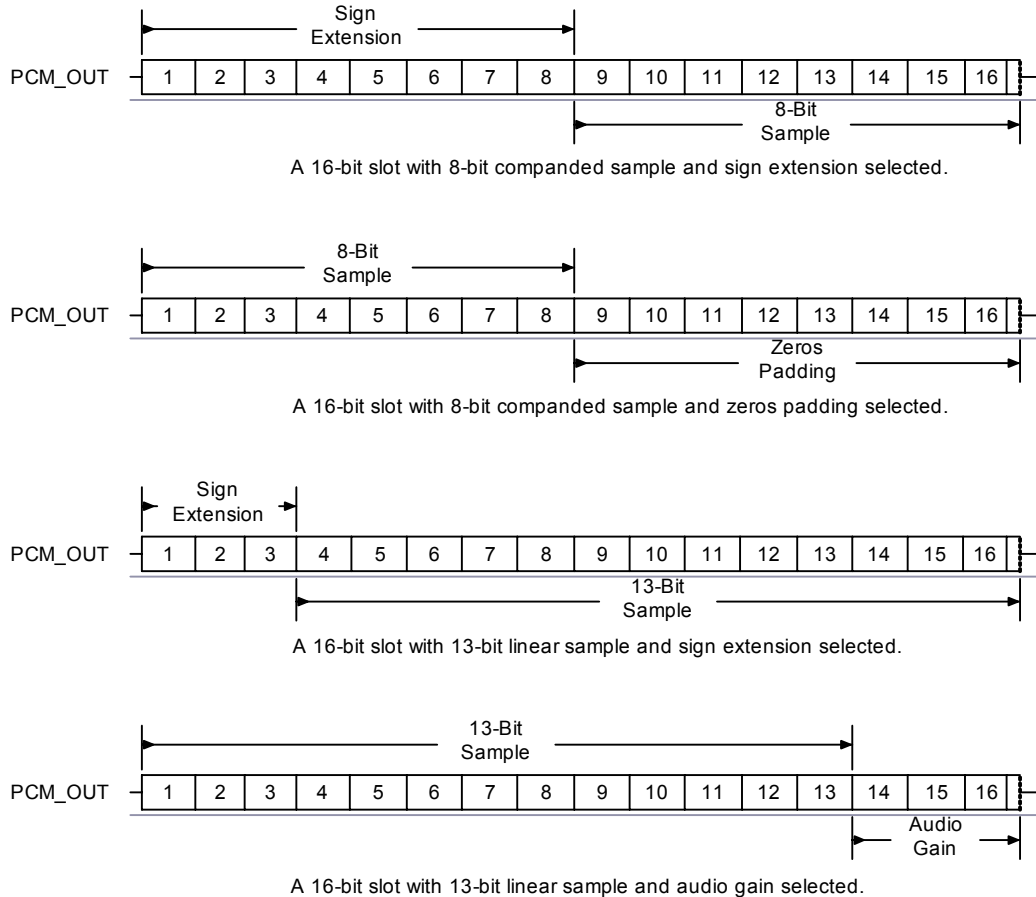 Sign
Extension
PCM_OUT 1 2 3 4 5 6 7 8 9 10 11 12 13 14 15 16
8-Bit
Sample
A 16-bit slot with 8-bit companded sample and sign extension selected.
8-Bit
Sample
PCM_OUT 1 2 3 4 5 6 7 8 9 10 11 12 13 14 15 16
Zeros
Padding
A 16-bit slot with 8-bit companded sample and zeros padding selected.
Sign
Extension
PCM_OUT 1 2 3 4 5 6 7 8 9 10 11 12 13 14 15 16
13-Bit
Sample
A 16-bit slot with 13-bit linear sample and sign extension selected.
13-Bit
Sample
PCM_OUT 1 2 3 4 5 6 7 8 9 10 11 12 13 14 15 16
Audio
Gain
A 16-bit slot with 13-bit linear sample and audio gain selected.